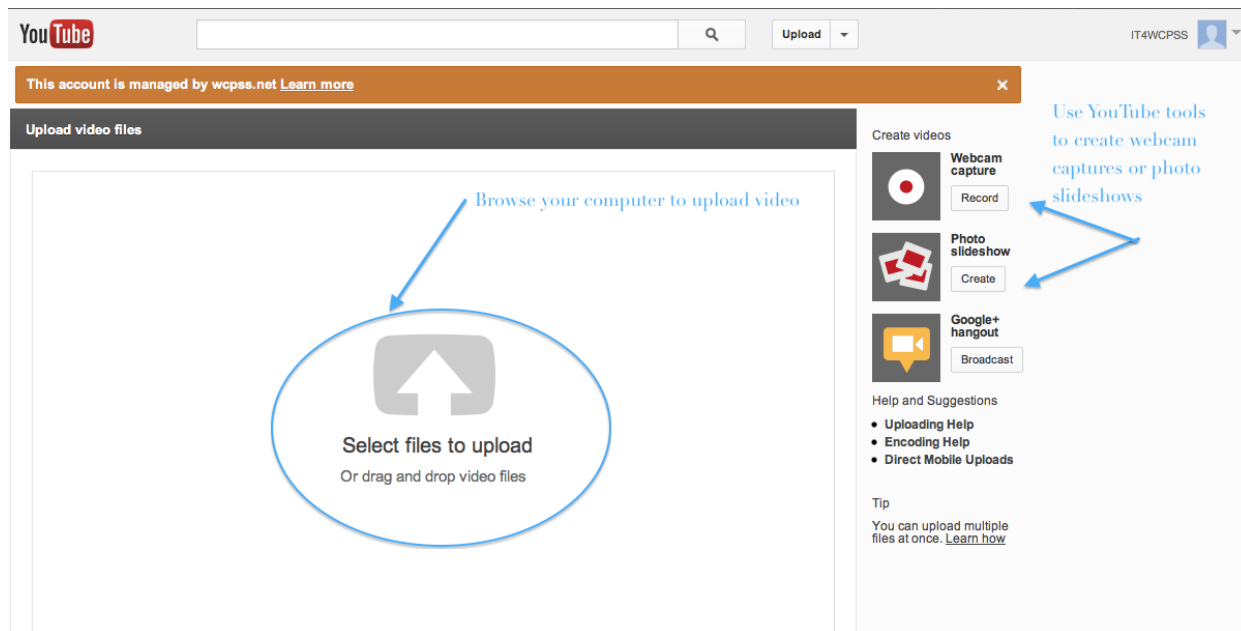 YouTube
Upload
IT4WCPSS
This account is managed by wcpss.net Learn more
Upload video files
Browse your computer to upload video
Select files to upload
Or drag and drop video files
Create videos
Webcam
capture
Record
Photo
slideshow
Create
Google+
hangout
Broadcast
Help and Suggestions
Uploading Help
Encoding Help
Direct Mobile Uploads
Tip
You can upload multiple
files at once. Learn how
Use YouTube tools
to create webcam
captures or photo
slideshows